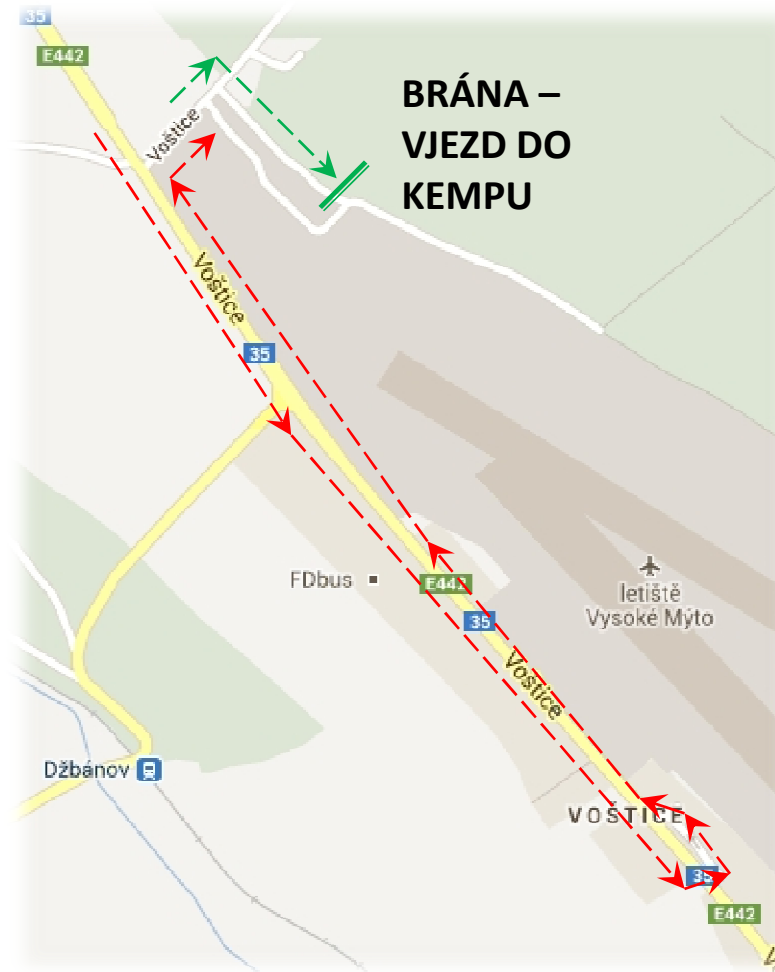 35
E442
BRÁNA –
VJEZD DO
KEMPU
Voštice
Voštice
35
FDbus
E442
letiště
Vysoké Mýto
35
Voštice
Džbánov
VOŠTICE
35
E442